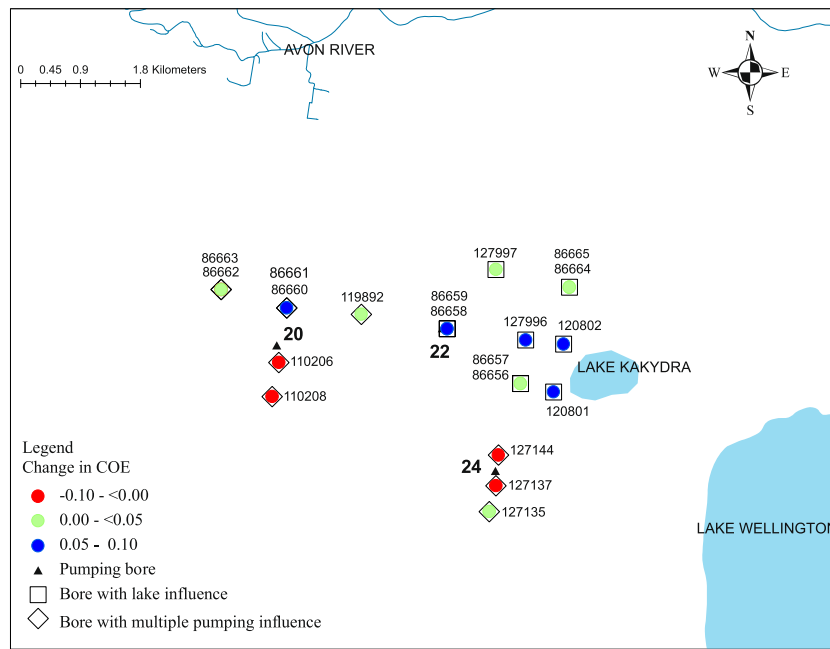 AVON RIVER
0 0.45 0.9 1.8 Kilometers
N
W E
S
86663
86662
86661
86660
119892
127997
86665
86664
86659
86658
20
22
127996
120802
110206
86657
86656
LAKE KAKYDRA
110208
120801
127144
24
127137
127135
LAKE WELLINGTON
Legend
Change in COE
-0.10 - <0.00
0.00 - <0.05
0.05 - 0.10
Pumping bore
Bore with lake influence
Bore with multiple pumping influence